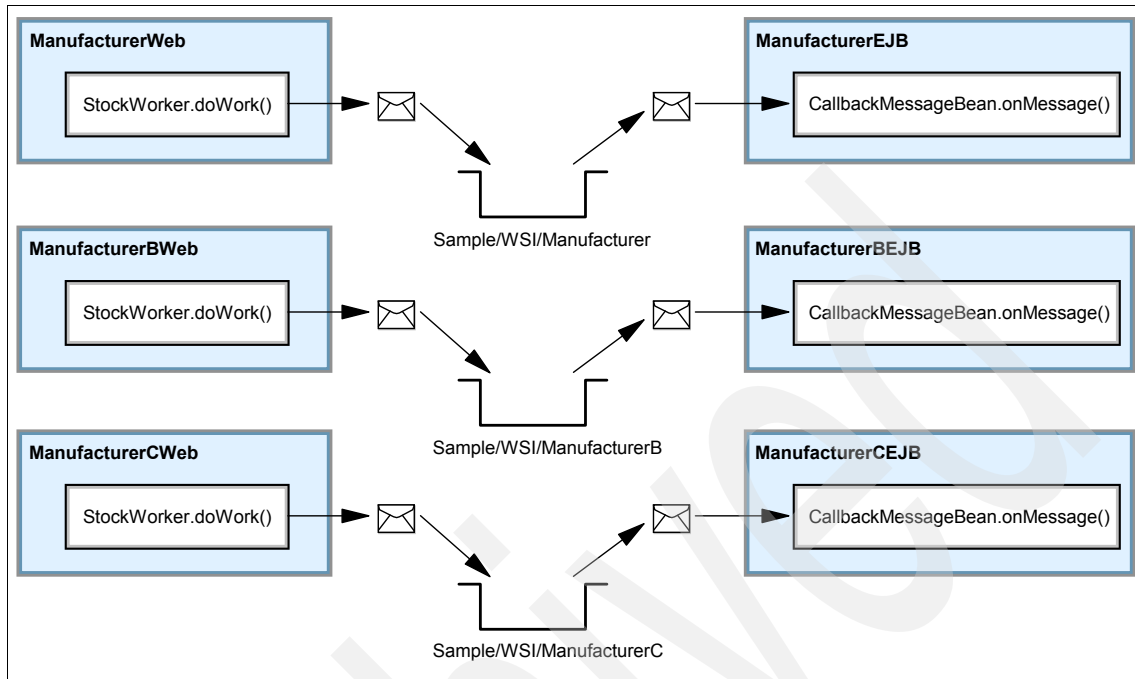 ManufacturerWeb
StockWorker.doWork()
ManufacturerEJB
CallbackMessageBean.onMessage()
Sample/WSI/Manufacturer
ManufacturerBWeb
StockWorker.doWork()
ManufacturerBEJB
CallbackMessageBean.onMessage()
Sample/WSI/ManufacturerB
ManufacturerCWeb
StockWorker.doWork()
ManufacturerCEJB
CallbackMessageBean.onMessage()
Sample/WSI/ManufacturerC
hived